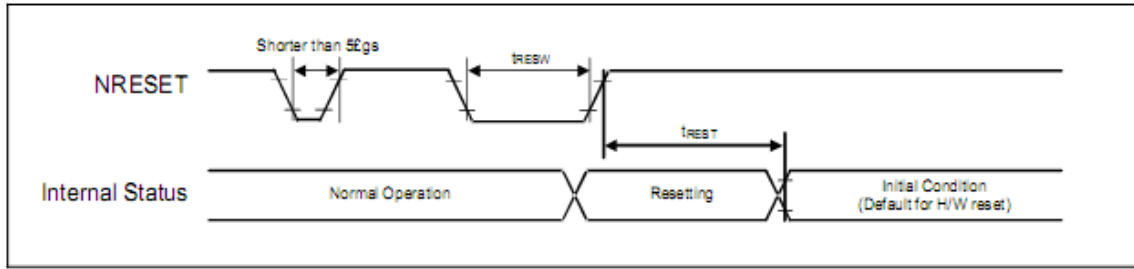 Shorter than 5£gs
tRESW
NRESET
tREST
Internal Status
Normal Operation
Resetting
Initial Condition
(Default for H/W reset)